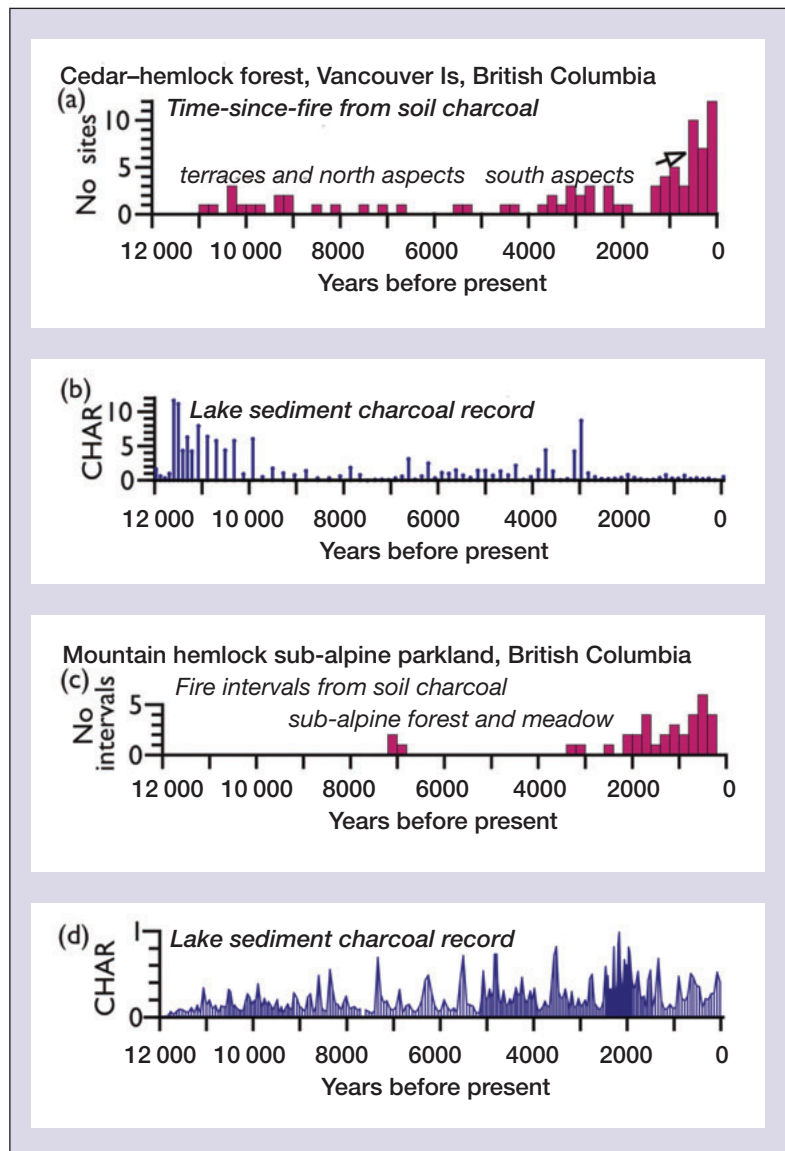 Cedar–hemlock forest, Vancouver Is, British Columbia
(a) Time-since-fire from soil charcoal
No sites
10
5
0
terraces and north aspects south aspects
12 000 10 000 8000 6000 4000 2000 0
Years before present
(b) Lake sediment charcoal record
CHAR
10
5
0
12 000 10 000 8000 6000 4000 2000 0
Years before present
Mountain hemlock sub-alpine parkland, British Columbia
(c) Fire intervals from soil charcoal
No
intervals
sub-alpine forest and meadow
5
0
12 000 10 000 8000 6000 4000 2000 0
Years before present
(d) Lake sediment charcoal record
CHAR
1
0
12 000 10 000 8000 6000 4000 2000 0
Years before present